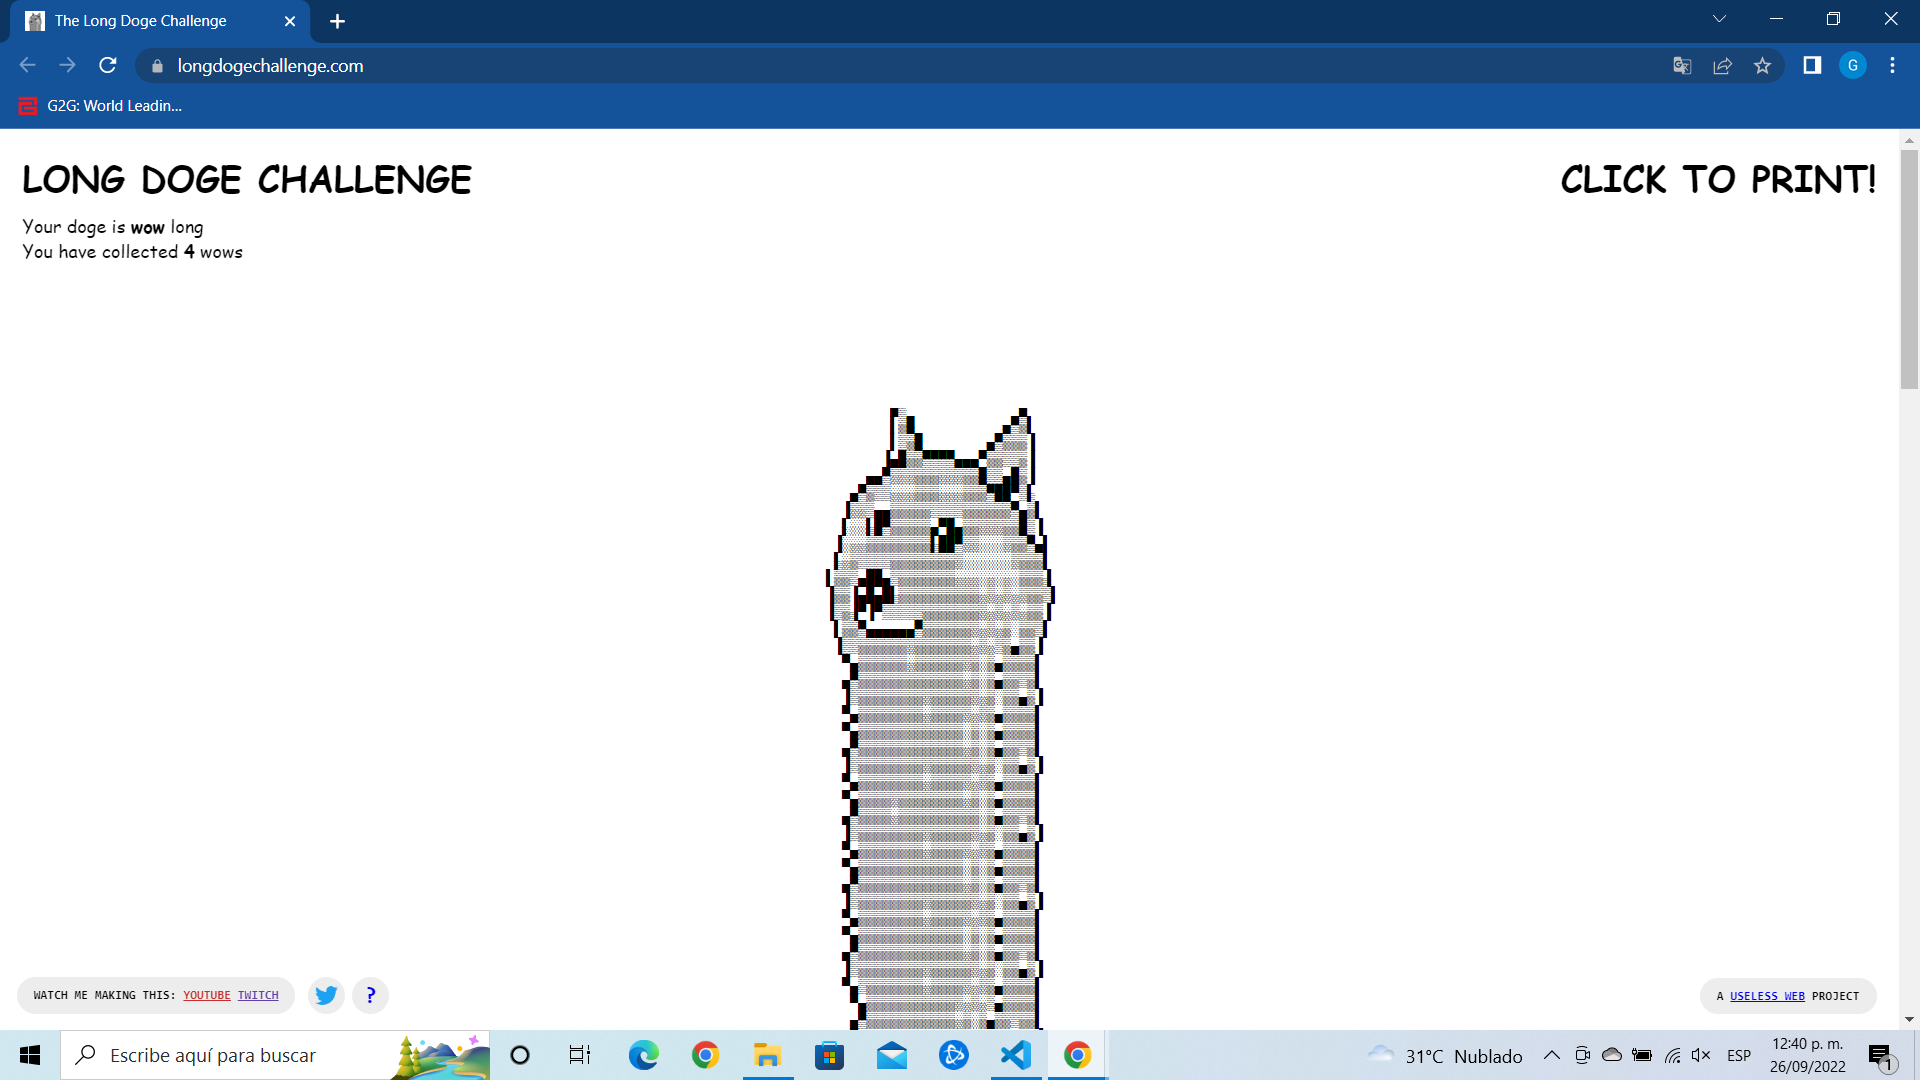 The Long Doge Challenge
longdogechallenge.com
G
G2G: World Leadin...
LONG DOGE CHALLENGE
CLICK TO PRINT!
Your doge is wow long
You have collected 4 wows
WATCH ME MAKING THIS: YOUTUBE TWITCH
?
A USELESS WEB PROJECT
Escribe aquí para buscar
31°C Nublado
ESP
12:40 p. m.
26/09/2022
1